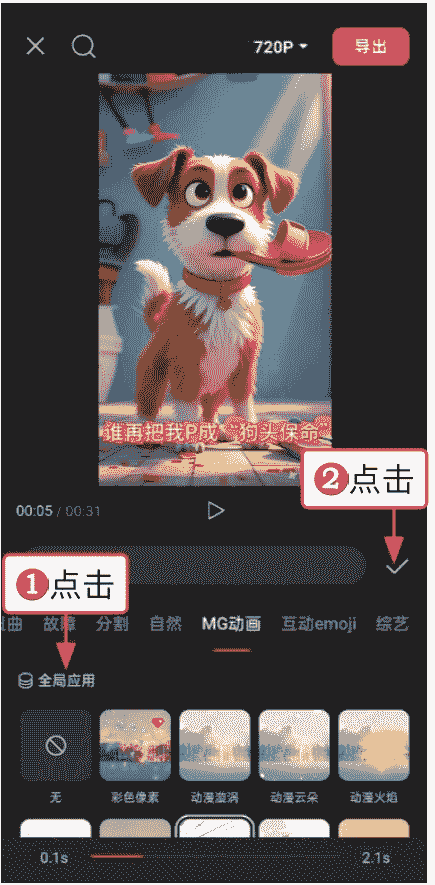 720P
导出
谁再把我P成“狗头保命”
❷点击
00:05 / 00:31
❶点击
扭曲 故障 分割 自然 MG动画 互动emoji 综艺
全局应用
无 彩色像素 动漫漩涡 动漫云朵 动漫火焰
0.1s 2.1s